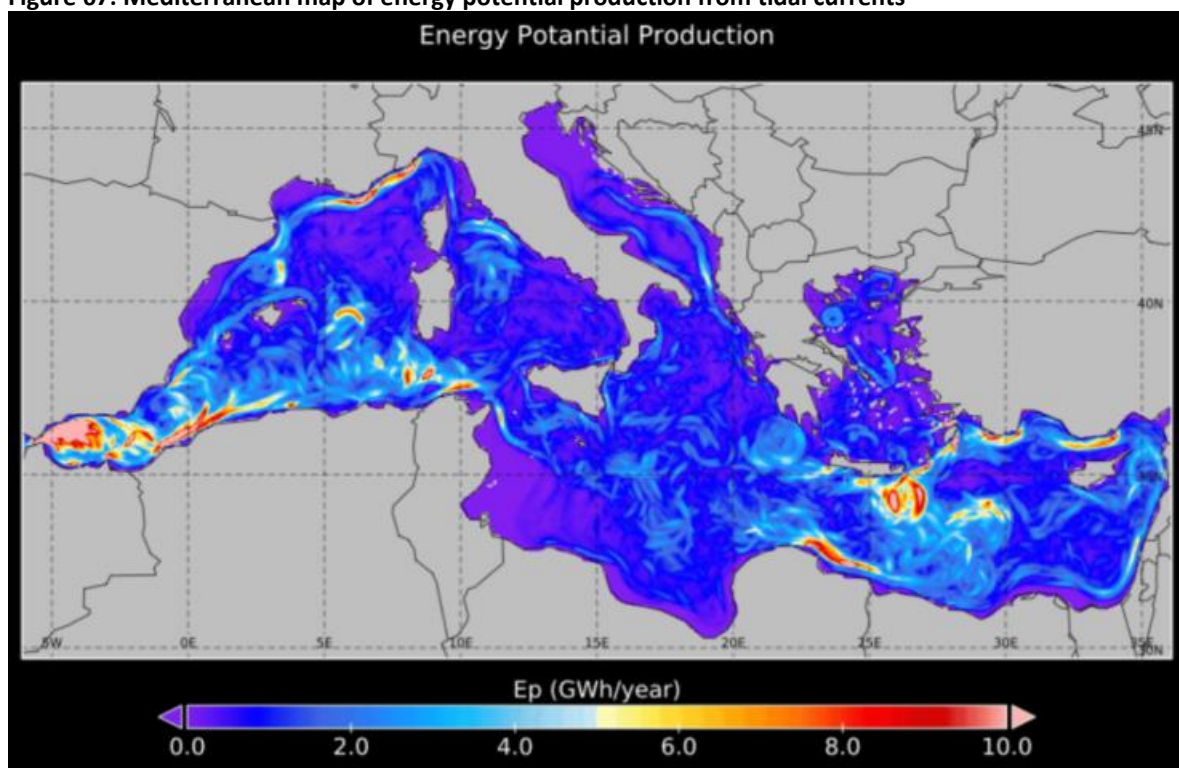 Figure 67: Mediterranean map of energy potential production from tidal currents
Energy Potantial Production
45N
40N
5W 0E 5E 10E 15E 20E 25E 30E 35E
30N
Ep (GWh/year)
0.0 2.0 4.0 6.0 8.0 10.0